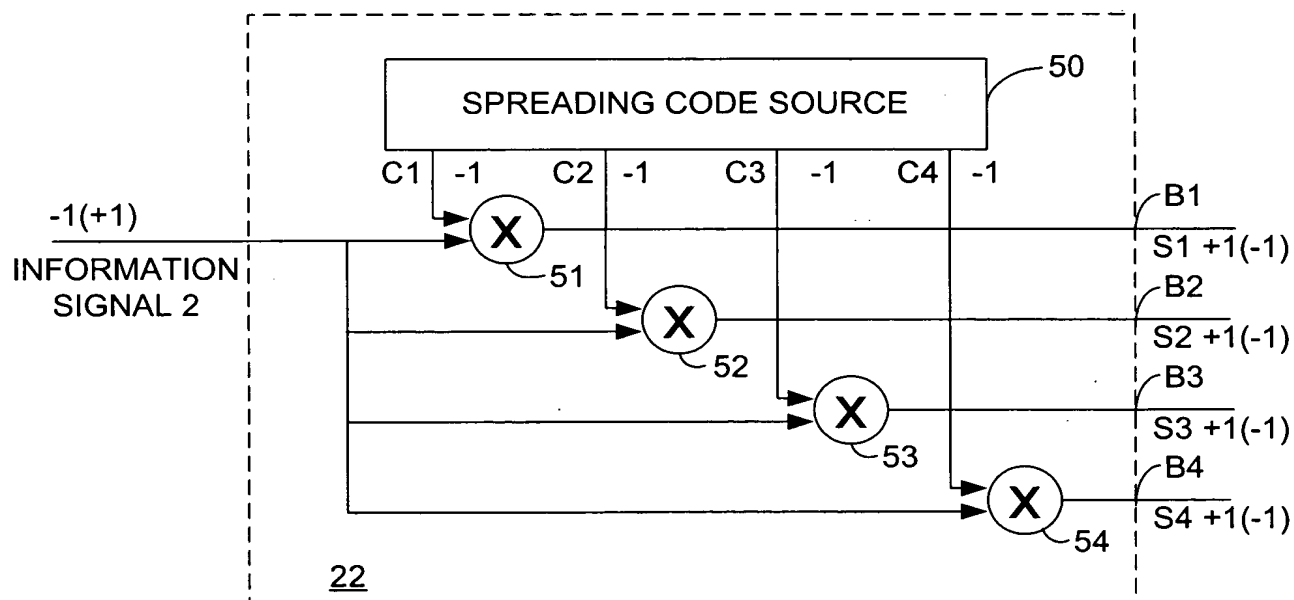 50
SPREADING CODE SOURCE
C1 -1 C2 -1 C3 -1 C4 -1
-1(+1)
INFORMATION
SIGNAL 2
X
51
B1
S1 +1(-1)
X
52
B2
S2 +1(-1)
X
53
B3
S3 +1(-1)
X
54
B4
S4 +1(-1)
22